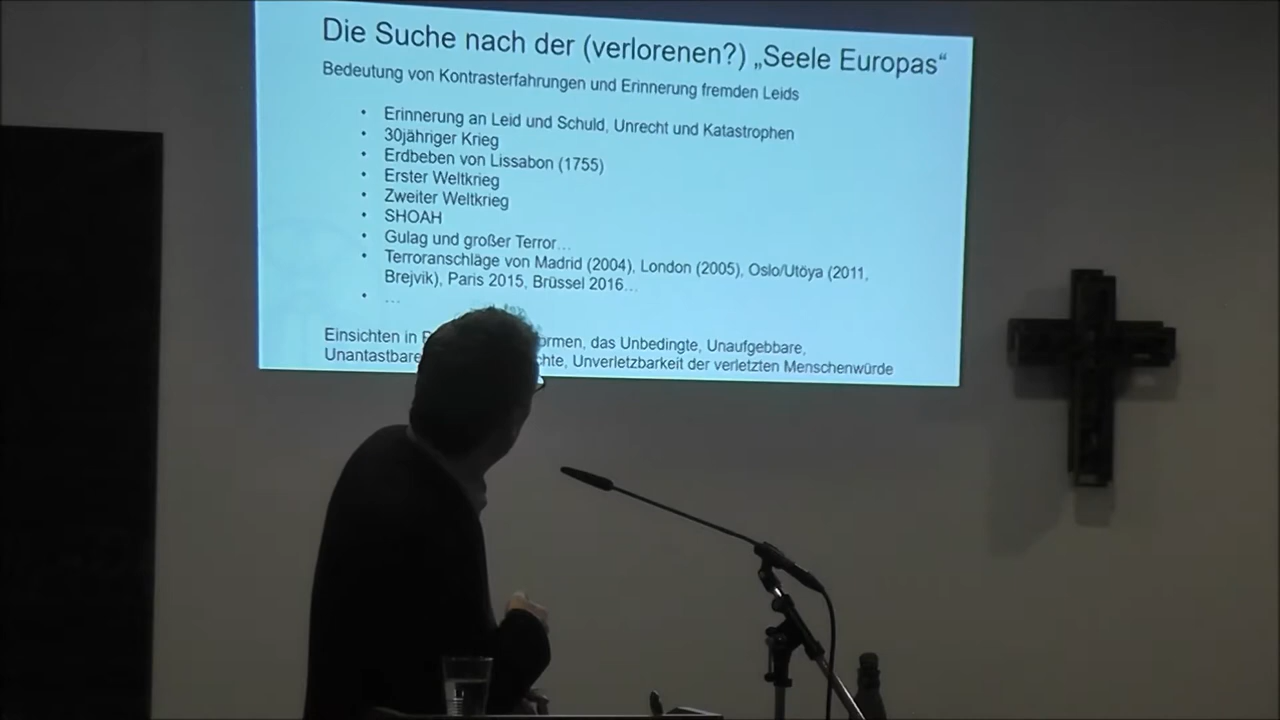 Die Suche nach der (verlorenen?) „Seele Europas“
Bedeutung von Kontrasterfahrungen und Erinnerung fremden Leids
• Erinnerung an Leid und Schuld, Unrecht und Katastrophen
• 30jähriger Krieg
• Erdbeben von Lissabon (1755)
• Erster Weltkrieg
• Zweiter Weltkrieg
• SHOAH
• Gulag und großer Terror…
• Terroranschläge von Madrid (2004), London (2005), Oslo/Utöya (2011,
Brejvik), Paris 2015, Brüssel 2016…
• …
Einsichten in das Unbedingte, Unaufgebbare,
Unantastbare Unverletzbarkeit der verletzten Menschenwürde